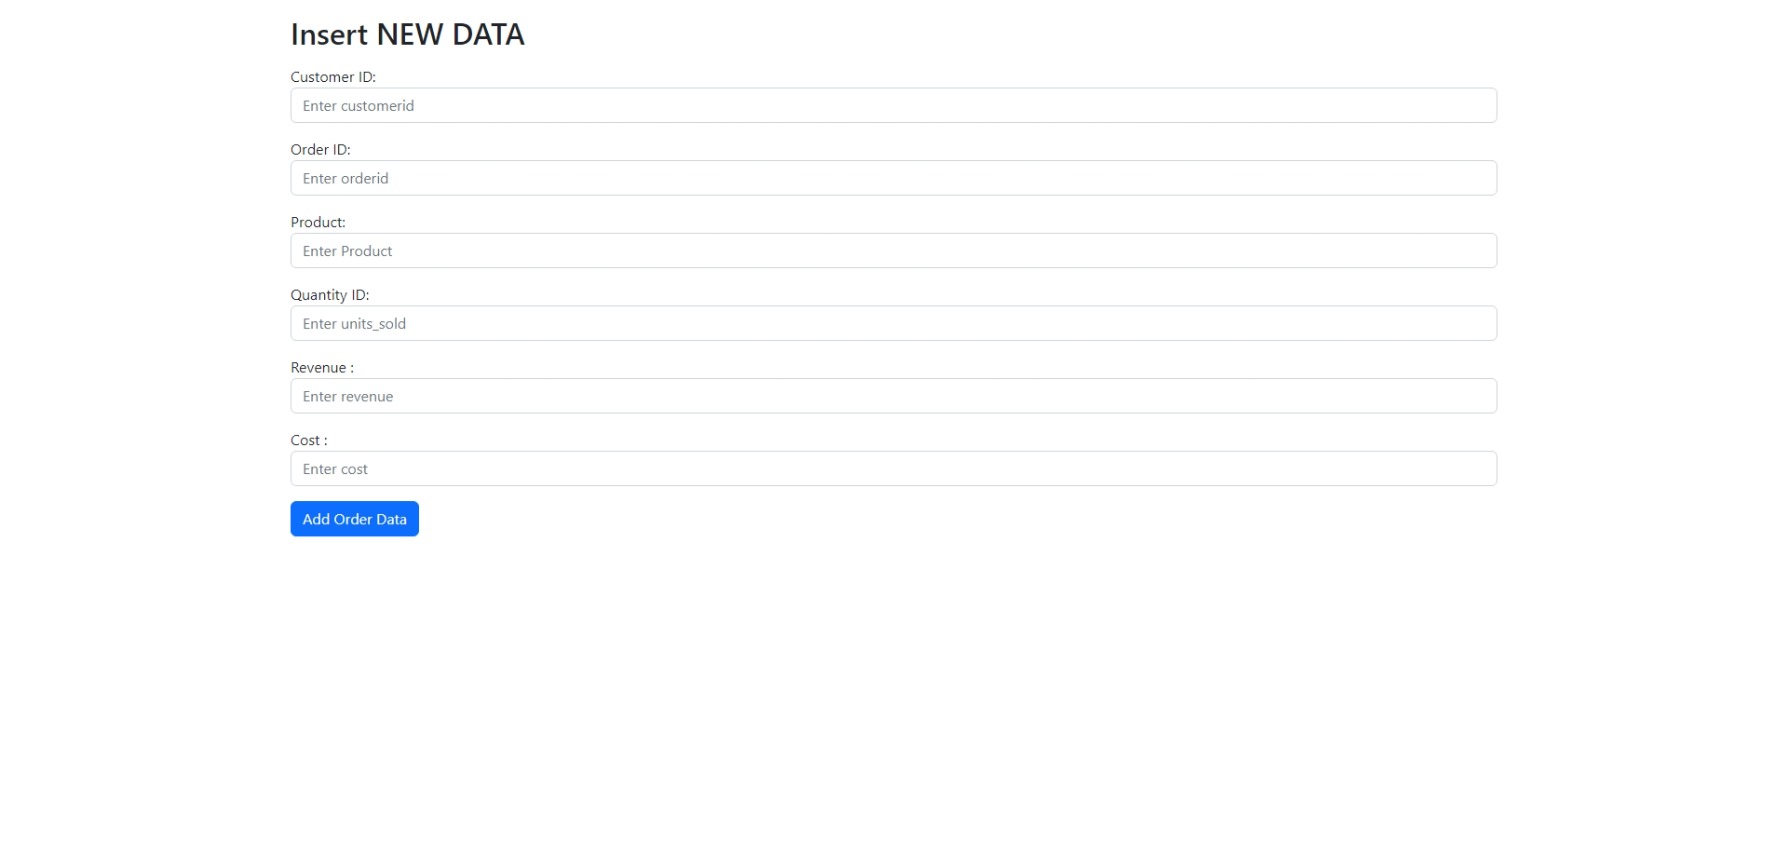 Insert NEW DATA
Customer ID:
Enter customerid
Order ID:
Enter orderid
Product:
Enter Product
Quantity ID:
Enter units_sold
Revenue :
Enter revenue
Cost :
Enter cost
Add Order Data